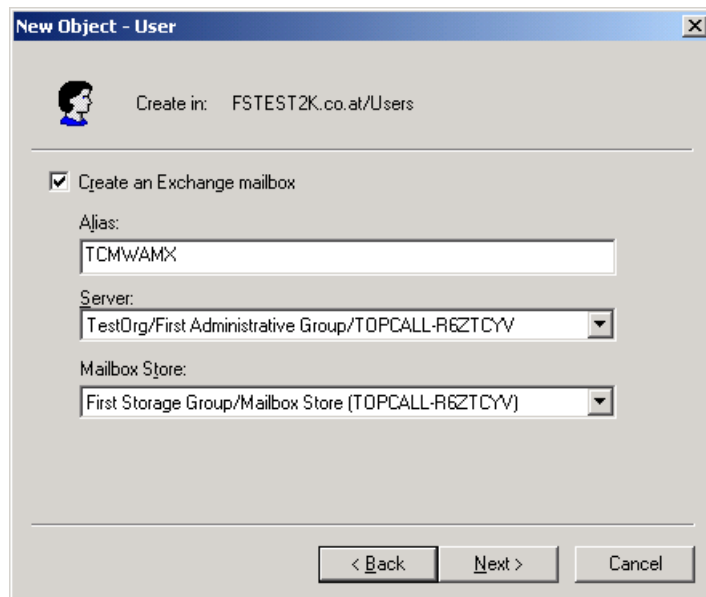 New Object - User
Create in: FSTEST2K.co.at/Users
Create an Exchange mailbox
Alias:
TCMWAMX
Server:
TestOrg/First Administrative Group/TOPCALL-R6ZTCYV
Mailbox Store:
First Storage Group/Mailbox Store (TOPCALL-R6ZTCYV)
< Back Next > Cancel